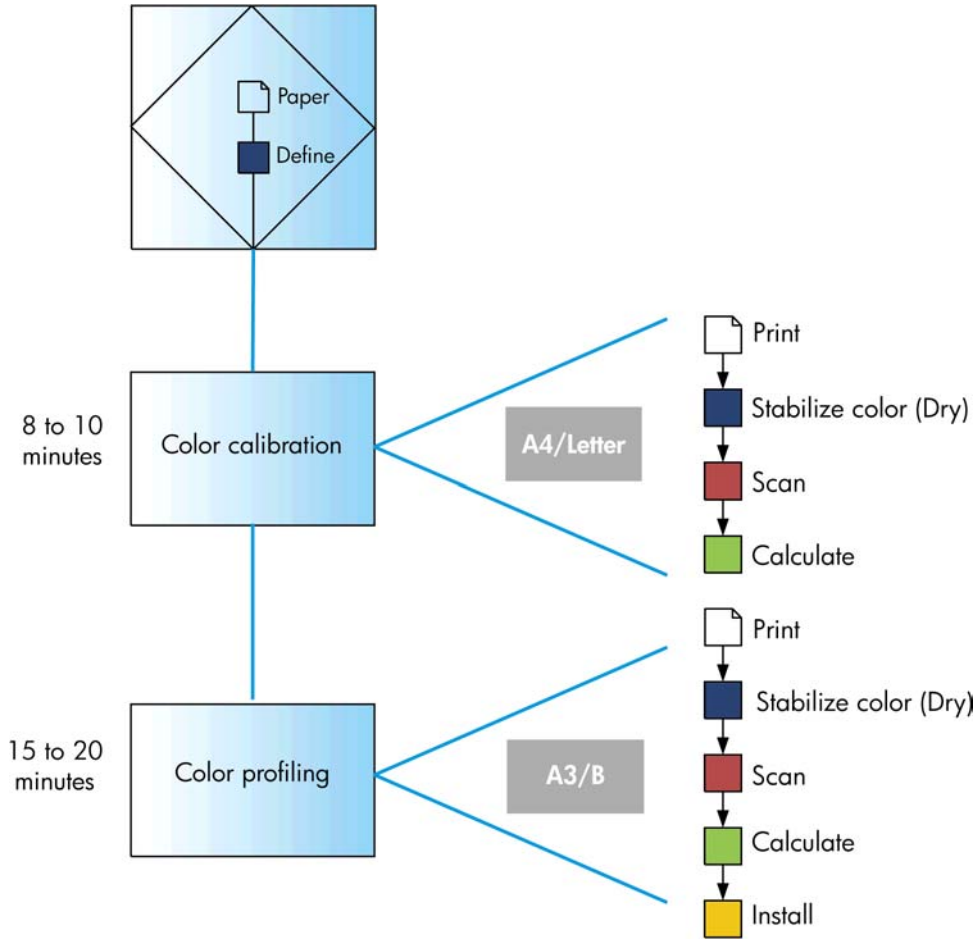 Paper
Define
8 to 10
minutes
Color calibration
A4/Letter
Print
Stabilize color (Dry)
Scan
Calculate
15 to 20
minutes
Color profiling
A3/B
Print
Stabilize color (Dry)
Scan
Calculate
Install